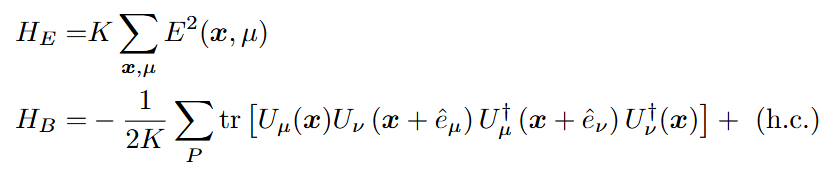 $H_E = K \sum_{\boldsymbol{x},\mu} E^2(\boldsymbol{x}, \mu)$
$H_B = - \frac{1}{2K} \sum_{P} \mathrm{tr} \left[ U_\mu(\boldsymbol{x}) U_\nu \left( \boldsymbol{x} + \hat{e}_\mu \right) U_\mu^\dagger \left( \boldsymbol{x} + \hat{e}_\nu \right) U_\nu^\dagger(\boldsymbol{x}) \right] + \text{ (h.c.)}$